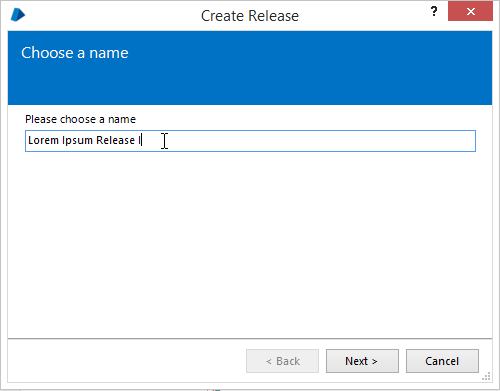 Create Release
?
Choose a name
Please choose a name
Lorem Ipsum Release I
< Back
Next >
Cancel